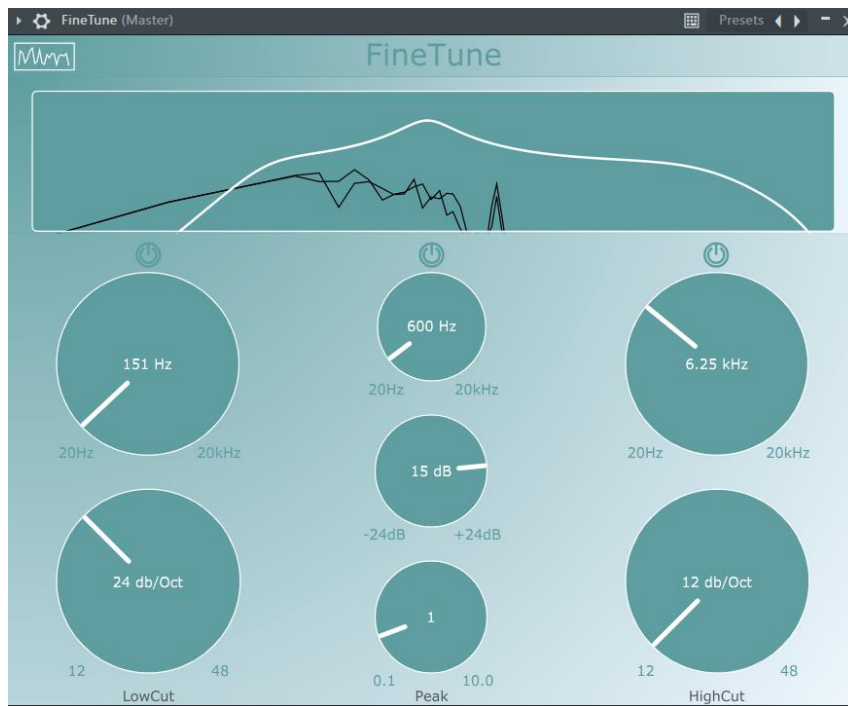 FineTune (Master)
Presets
FineTune
151 Hz
20Hz
20kHz
24 db/Oct
12
48
LowCut
600 Hz
20Hz
20kHz
15 dB
-24dB
+24dB
1
0.1
10.0
Peak
6.25 kHz
20Hz
20kHz
12 db/Oct
12
48
HighCut